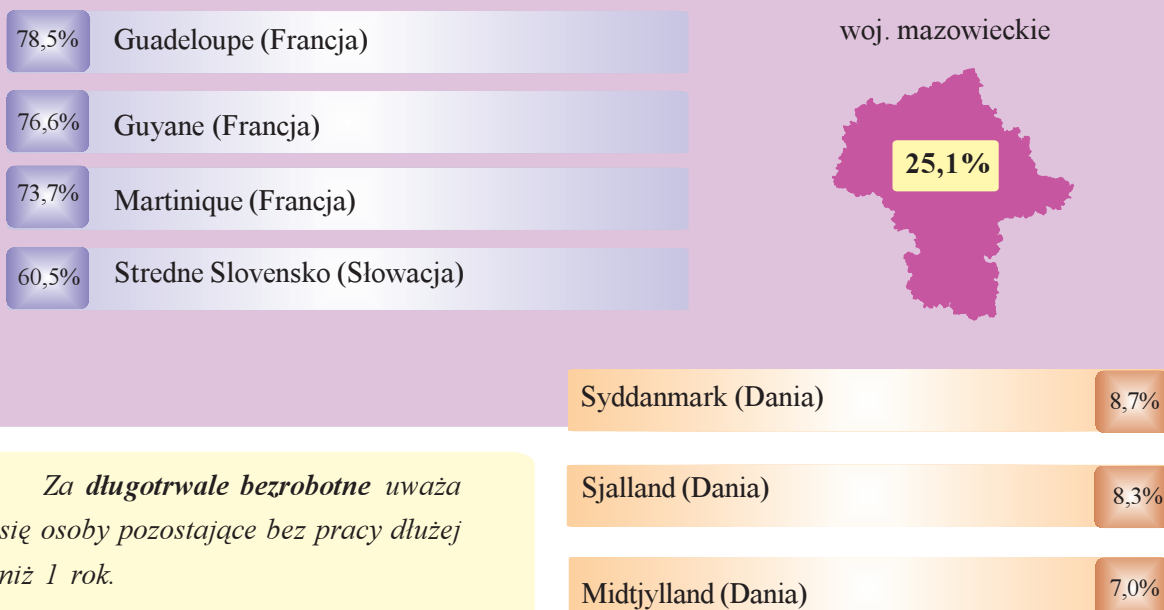 78,5% Guadeloupe (Francja)
76,6% Guyane (Francja)
73,7% Martinique (Francja)
60,5% Stredne Slovensko (Słowacja)
woj. mazowieckie
25,1%
Syddanmark (Dania) 8,7%
Sjalland (Dania) 8,3%
Midtjylland (Dania) 7,0%
Za długotrwale bezrobotne uważa
się osoby pozostające bez pracy dłużej
niż 1 rok.